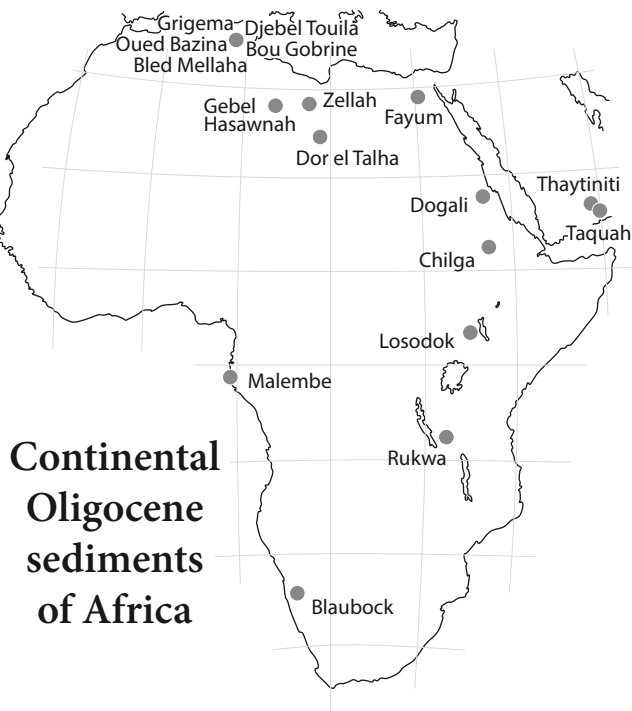 Grigema
Djebel Touila
Oued Bazina
Bou Gobrine
Bled Mellaha
Gebel
Hasawnah
Zellah
Fayum
Dor el Talha
Thaytiniti
Dogali
Taquah
Chilga
Losodok
Malembe
Rukwa
Continental
Oligocene
sediments
of Africa
Blaubock